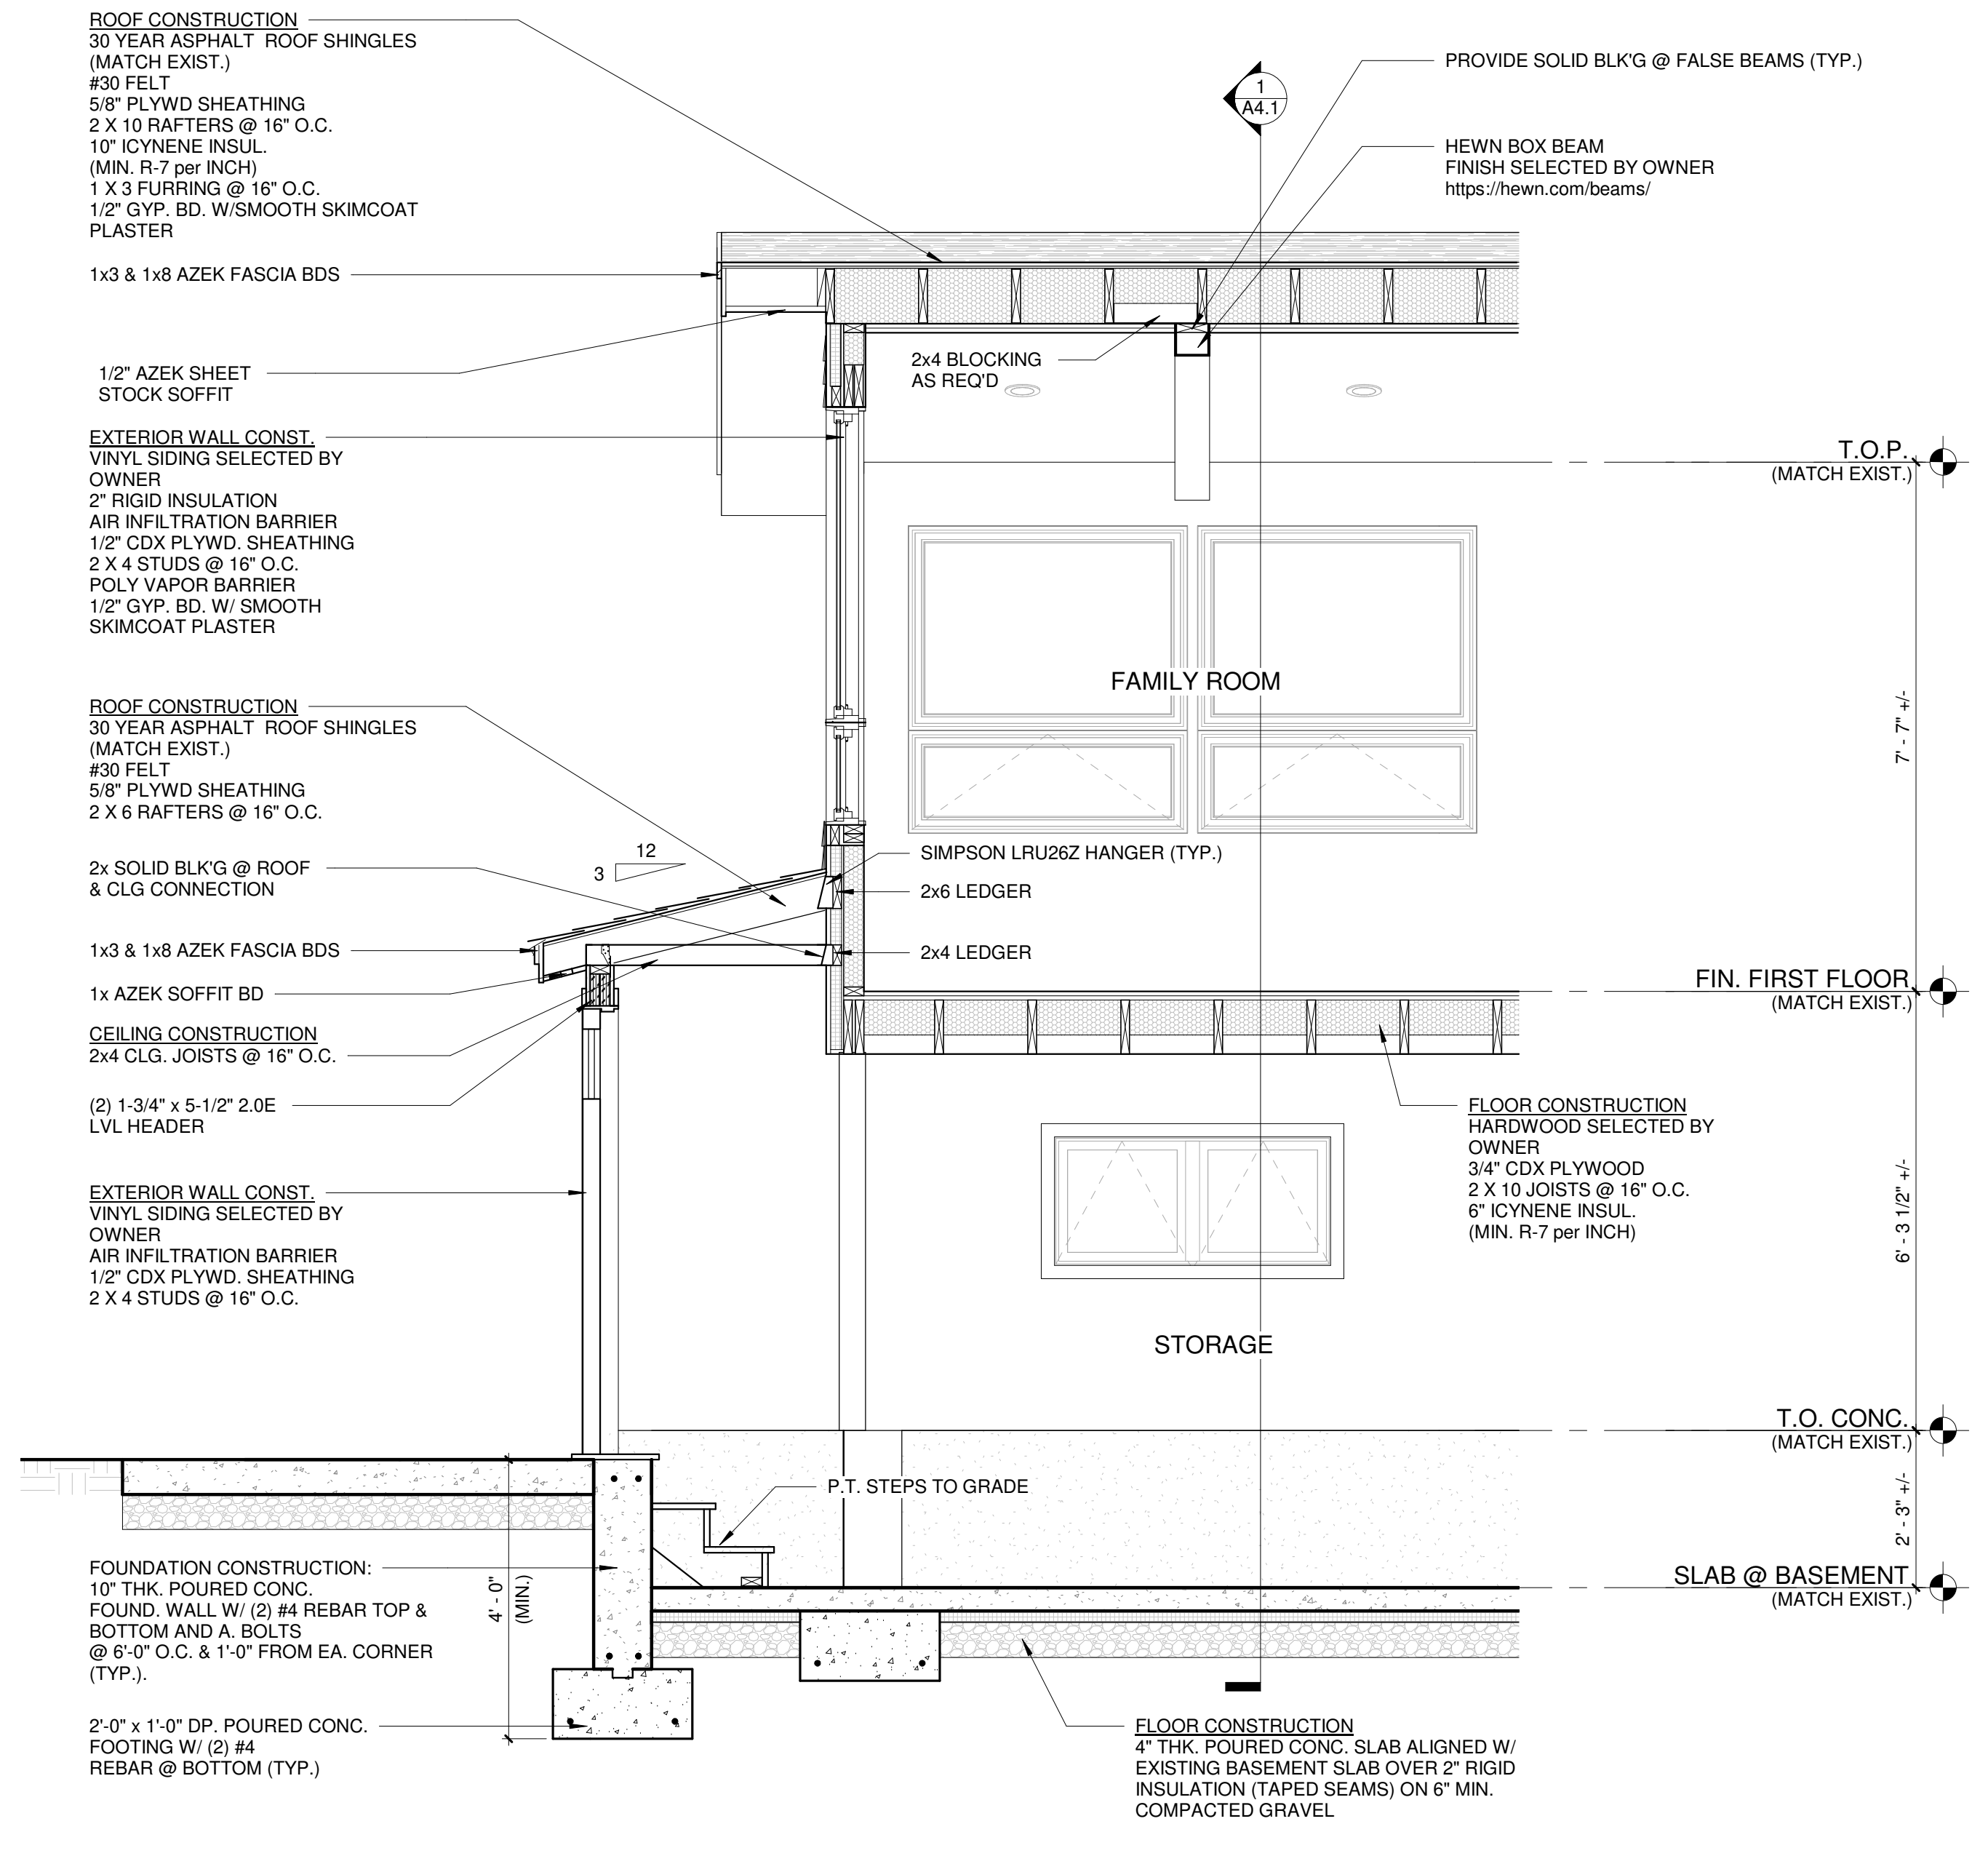 ROOF CONSTRUCTION
30 YEAR ASPHALT ROOF SHINGLES
(MATCH EXIST.)
#30 FELT
5/8" PLYWD SHEATHING
2 X 10 RAFTERS @ 16" O.C.
10" ICYNENE INSUL.
(MIN. R-7 per INCH)
1 X 3 FURRING @ 16" O.C.
1/2" GYP. BD. W/SMOOTH SKIMCOAT
PLASTER
1x3 & 1x8 AZEK FASCIA BDS
1/2" AZEK SHEET
STOCK SOFFIT
EXTERIOR WALL CONST.
VINYL SIDING SELECTED BY
OWNER
2" RIGID INSULATION
AIR INFILTRATION BARRIER
1/2" CDX PLYWD. SHEATHING
2 X 4 STUDS @ 16" O.C.
POLY VAPOR BARRIER
1/2" GYP. BD. W/ SMOOTH
SKIMCOAT PLASTER
ROOF CONSTRUCTION
30 YEAR ASPHALT ROOF SHINGLES
(MATCH EXIST.)
#30 FELT
5/8" PLYWD SHEATHING
2 X 6 RAFTERS @ 16" O.C.
2x SOLID BLK'G @ ROOF
& CLG CONNECTION
1x3 & 1x8 AZEK FASCIA BDS
1x AZEK SOFFIT BD
CEILING CONSTRUCTION
2x4 CLG. JOISTS @ 16" O.C.
(2) 1-3/4" x 5-1/2" 2.0E
LVL HEADER
EXTERIOR WALL CONST.
VINYL SIDING SELECTED BY
OWNER
AIR INFILTRATION BARRIER
1/2" CDX PLYWD. SHEATHING
2 X 4 STUDS @ 16" O.C.
FOUNDATION CONSTRUCTION:
10" THK. POURED CONC.
FOUND. WALL W/ (2) #4 REBAR TOP &
BOTTOM AND A. BOLTS
@ 6'-0" O.C. & 1'-0" FROM EA. CORNER
(TYP.).
2'-0" x 1'-0" DP. POURED CONC.
FOOTING W/ (2) #4
REBAR @ BOTTOM (TYP.)
12
3
4' - 0"
(MIN.)
1
A4.1
PROVIDE SOLID BLK'G @ FALSE BEAMS (TYP.)
HEWN BOX BEAM
FINISH SELECTED BY OWNER
https://hewn.com/beams/
2x4 BLOCKING
AS REQ'D
FAMILY ROOM
SIMPSON LRU26Z HANGER (TYP.)
2x6 LEDGER
2x4 LEDGER
FLOOR CONSTRUCTION
HARDWOOD SELECTED BY
OWNER
3/4" CDX PLYWOOD
2 X 10 JOISTS @ 16" O.C.
6" ICYNENE INSUL.
(MIN. R-7 per INCH)
STORAGE
P.T. STEPS TO GRADE
FLOOR CONSTRUCTION
4" THK. POURED CONC. SLAB ALIGNED W/
EXISTING BASEMENT SLAB OVER 2" RIGID
INSULATION (TAPED SEAMS) ON 6" MIN.
COMPACTED GRAVEL
T.O.P.
(MATCH EXIST.)
7' - 7" +/-
FIN. FIRST FLOOR
(MATCH EXIST.)
6' - 3 1/2" +/-
T.O. CONC.
(MATCH EXIST.)
2' - 3" +/-
SLAB @ BASEMENT
(MATCH EXIST.)